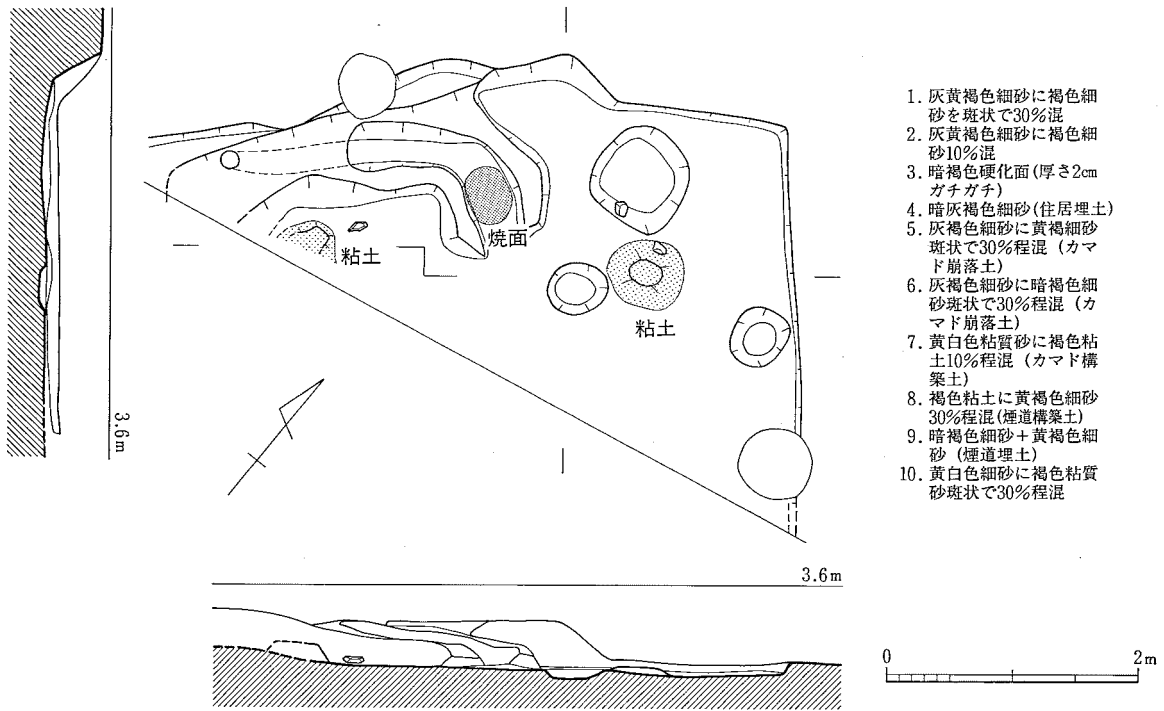 焼面
粘土
粘土
3.6m
3.6m
1. 灰黄褐色細砂に褐色細
砂を斑状で30%混
2. 灰黄褐色細砂に褐色細
砂10%混
3. 暗褐色硬化面(厚さ2cm
ガチガチ)
4. 暗灰褐色細砂(住居埋土)
5. 灰褐色細砂に黄褐細砂
斑状で30%程混(カマ
ド崩落土)
6. 灰褐色細砂に暗褐色細
砂斑状で30%程混(カ
マド崩落土)
7. 黄白色粘質砂に褐色粘
土10%程混(カマド構
築土)
8. 褐色粘土に黄褐色細砂
30%程混(煙道構築土)
9. 暗褐色細砂+黄褐色細
砂(煙道埋土)
10. 黄白色細砂に褐色粘質
砂斑状で30%程混
0 2m